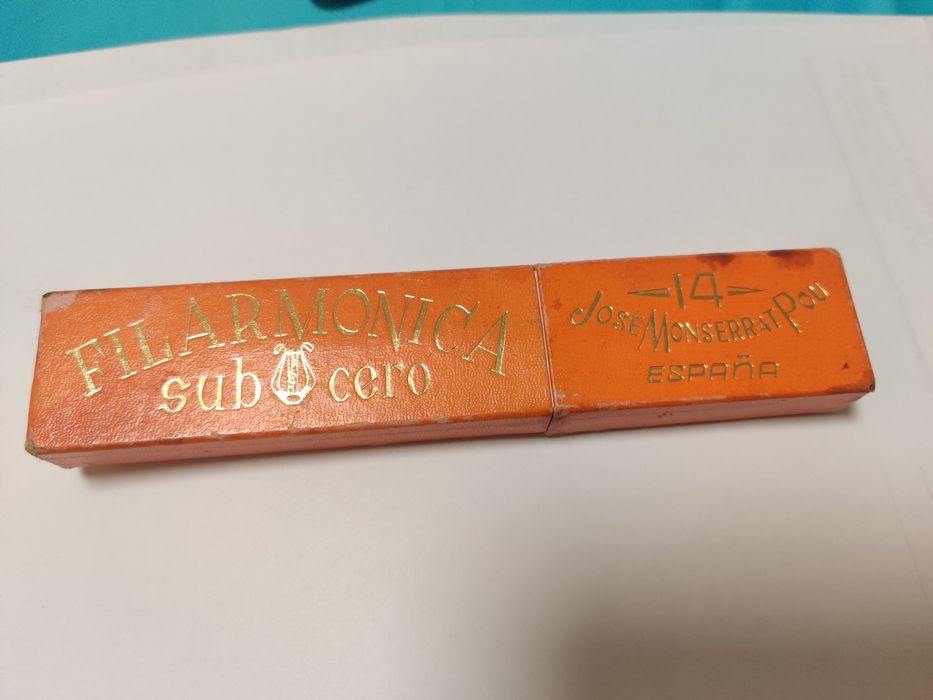 FILARMONICA
sub cero
14
JOSE MONSERRAT POU
ESPAÑA